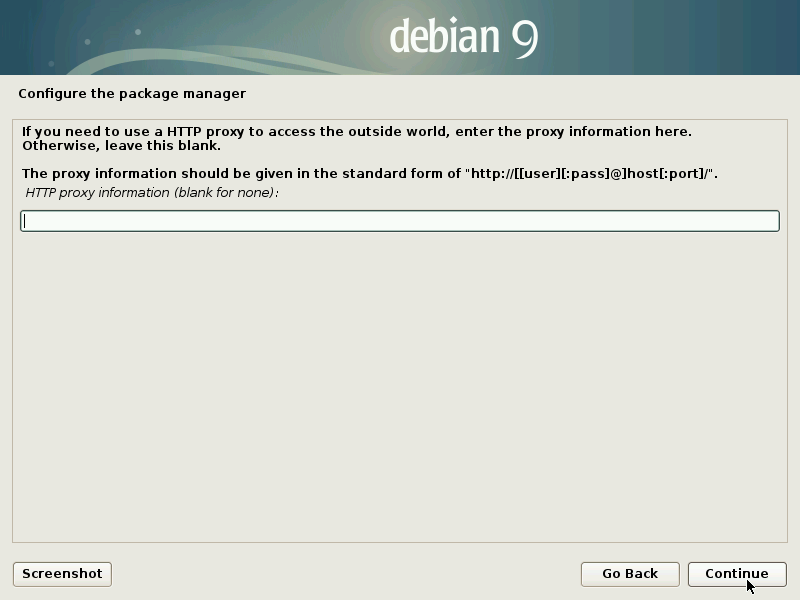 debian 9
Configure the package manager
If you need to use a HTTP proxy to access the outside world, enter the proxy information here.
Otherwise, leave this blank.
The proxy information should be given in the standard form of "http://[[user][:pass]@]host[:port]/".
HTTP proxy information (blank for none):
Screenshot
Go Back
Continue